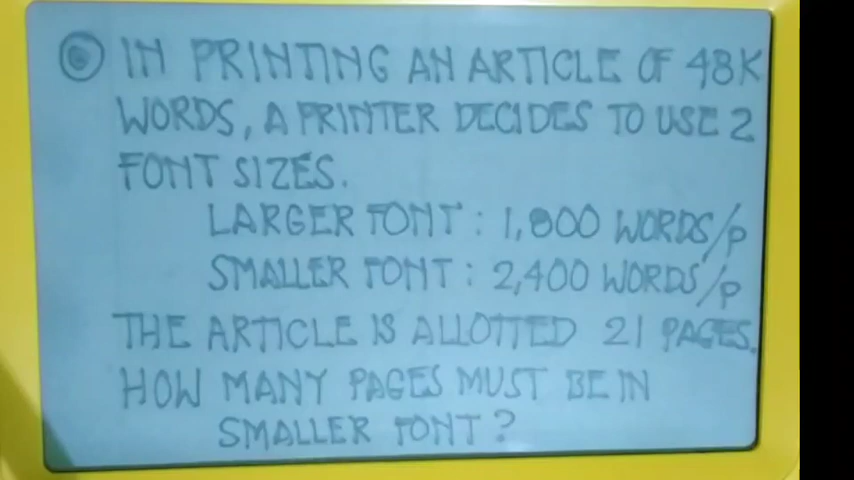 IN PRINTING AN ARTICLE OF 48K
WORDS, A PRINTER DECIDES TO USE 2
FONT SIZES.
LARGER FONT : 1,800 WORDS/p
SMALLER FONT : 2,400 WORDS/p
THE ARTICLE IS ALLOTTED 21 PAGES.
HOW MANY PAGES MUST BE IN
SMALLER FONT?